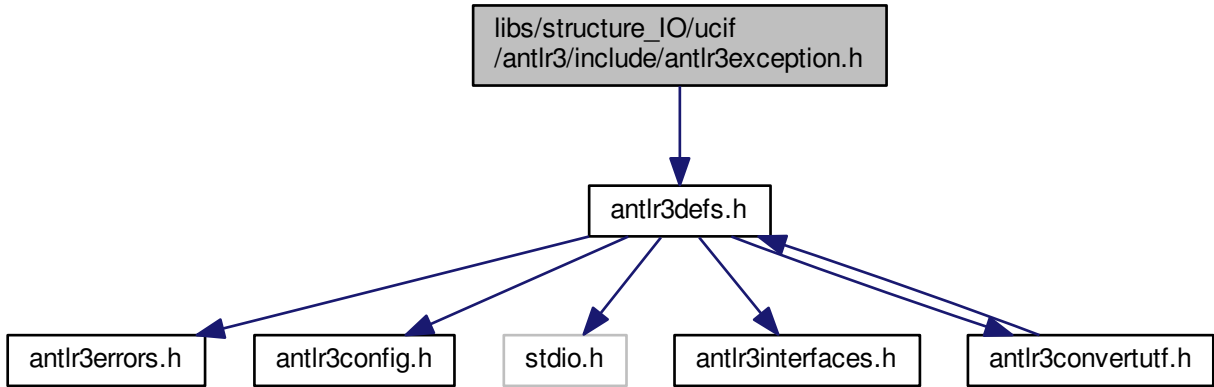 libs/structure_IO/ucif
/antlr3/include/antlr3exception.h
antlr3defs.h
antlr3errors.h
antlr3config.h
stdio.h
antlr3interfaces.h
antlr3convertutf.h